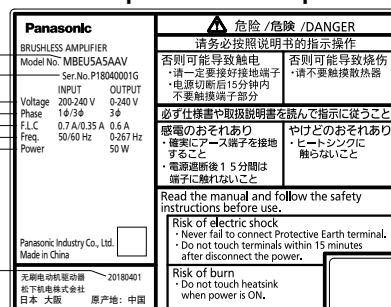 Panasonic
BRUSHLESS AMPLIFIER
Model No. MBEU5A5AAV
Ser.No.P18040001G
INPUT OUTPUT
Voltage 200-240 V 0-240 V
Phase 1ϕ/3ϕ 3ϕ
F.L.C 0.7 A/0.35 A 0.6 A
Freq. 50/60 Hz 0-267 Hz
Power 50 W
Panasonic Industry Co., Ltd.
Made in China
无刷电动机驱动器 20180401
松下机电株式会社
日本 大阪 原产地: 中国
危险 /危険 /DANGER
请务必按照说明书的指示操作
否则可能导致触电
・请一定要接好接地端子
・电源切断后15分钟内
不要触摸端子部分
否则可能导致烧伤
・请不要触摸散热器
必ず仕様書や取扱説明書を読んで指示に従うこと
感電のおそれあり
・確実にアース端子を接地
すること
・電源遮断後15分間は
端子に触れないこと
やけどのおそれあり
・ヒートシンクに
触らないこと
Read the manual and follow the safety
instructions before use.
Risk of electric shock
・Never fail to connect Protective Earth terminal.
・Do not touch terminals within 15 minutes
after disconnect the power.
Risk of burn
・Do not touch heatsink
when power is ON.